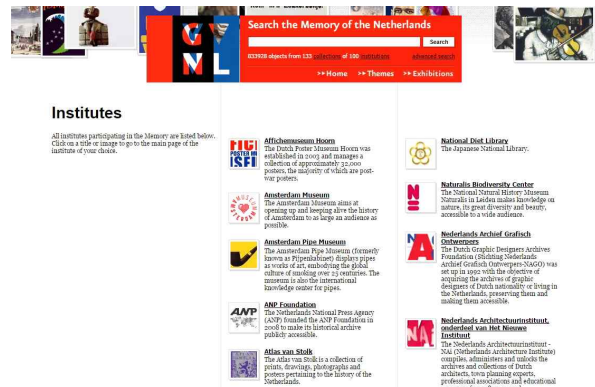 Search the Memory of the Netherlands
Search
833928 objects from 133 collections of 100 institutions
advanced search
>> Home >> Themes >> Exhibitions
Institutes
All institutes participating in the Memory are listed below.
Click on a title or image to go to the main page of the
institute of your choice.
Affichemuseum Hoorn
The Dutch Poster Museum Hoorn was
established in 2003 and manages a
collection of approximately 32,000
posters, the majority of which are post-
war posters.
Amsterdam Museum
The Amsterdam Museum aims at
opening up and keeping alive the history
of Amsterdam to as large an audience as
possible.
Amsterdam Pipe Museum
The Amsterdam Pipe Museum (formerly
known as Pijpenkabinet) displays pipes
as works of art, embodying the global
culture of smoking over 25 centuries. The
museum is also the international
knowledge center for pipes.
ANP
ANP Foundation
The Netherlands National Press Agency
(ANP) founded the ANP Foundation in
2008 to make its historical archive
publicly accessible.
Atlas van Stolk
The Atlas van Stolk is a collection of
prints, drawings, photographs and
posters pertaining to the history of the
Netherlands.
National Diet Library
The Japanese National Library.
Naturalis Biodiversity Center
The National Natural History Museum
Naturalis in Leiden makes knowledge on
nature, its great diversity and beauty,
accessible to a wide audience.
Nederlands Archief Grafisch
Ontwerpers
The Dutch Graphic Designers Archives
Foundation (Stichting Nederlands
Archief Grafisch Ontwerpers-NAGO) was
set up in 1992 with the objective of
acquiring the archives of graphic
designers of Dutch nationality or living in
the Netherlands, preserving them and
making them accessible.
Nederlands Architectuurinstituut,
onderdeel van Het Nieuwe
Instituut
The Nederlands Architectuurinstituut -
NAi (Netherlands Architecture Institute)
compiles, administers and unlocks the
archives and collections of Dutch
architects, town planning experts,
professional associations and educational